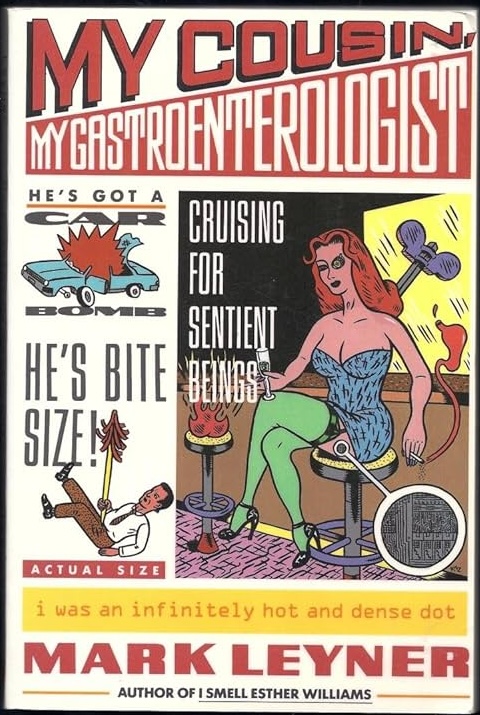 MY COUSIN,
MY GASTROENTEROLOGIST
HE'S GOT A
CAR
BOMB
HE'S BITE
SIZE!
ACTUAL SIZE
CRUISING
FOR
SENTIENT
BEINGS
i was an infinitely hot and dense dot
MARK LEYNER
AUTHOR OF I SMELL ESTHER WILLIAMS